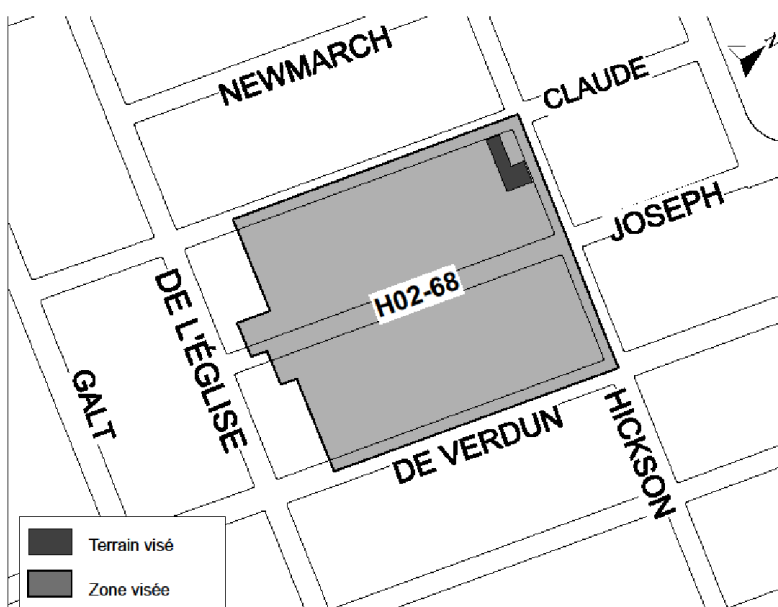 NEWMARCH
CLAUDE
N
JOSEPH
H02-68
DE L'ÉGLISE
GALT
DE VERDUN
HICKSON
Terrain visé
Zone visée